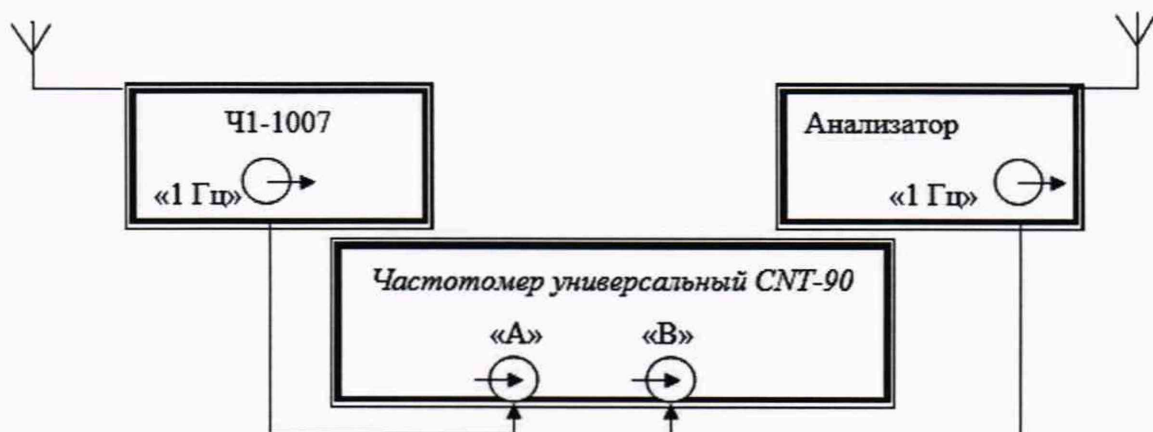 Ч1-1007
«1 Гц»
Анализатор
«1 Гц»
Частотомер универсальный CNT-90
«А»
«В»